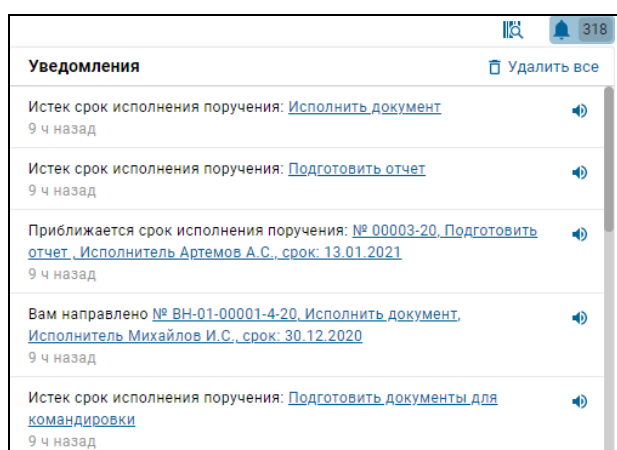 318
Уведомления Удалить все
Истек срок исполнения поручения: Исполнить документ
9 ч назад
Истек срок исполнения поручения: Подготовить отчет
9 ч назад
Приближается срок исполнения поручения: № 00003-20, Подготовить
отчет , Исполнитель Артемов А.С., срок: 13.01.2021
9 ч назад
Вам направлено № ВН-01-00001-4-20, Исполнить документ,
Исполнитель Михайлов И.С., срок: 30.12.2020
9 ч назад
Истек срок исполнения поручения: Подготовить документы для
командировки
9 ч назад